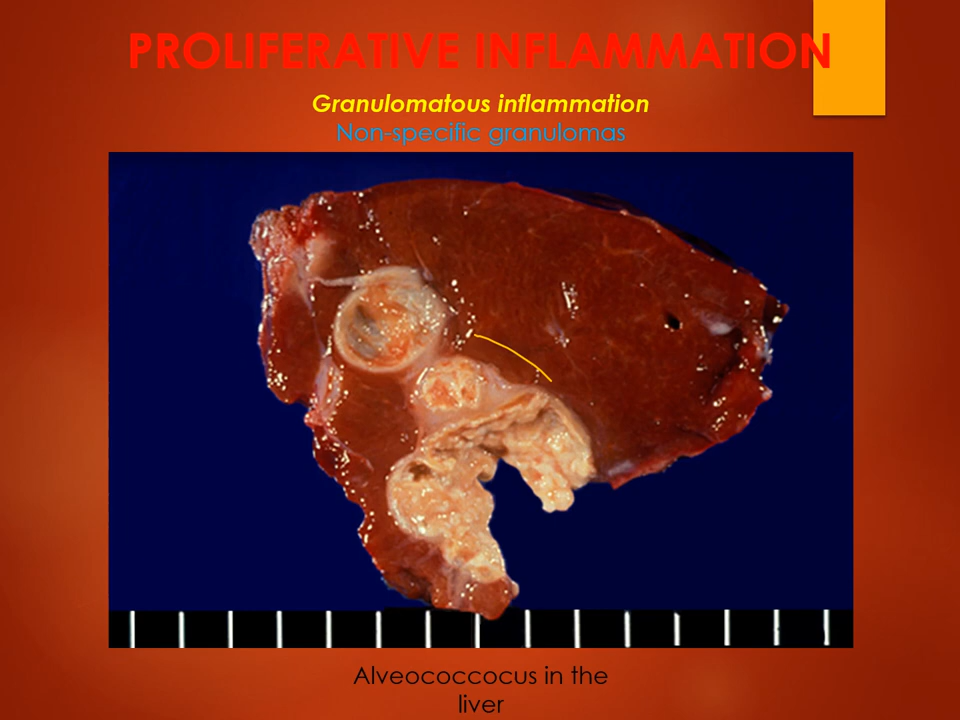 PROLIFERATIVE INFLAMMATION
Granulomatous inflammation
Non-specific granulomas
Alveococcocus in the
liver